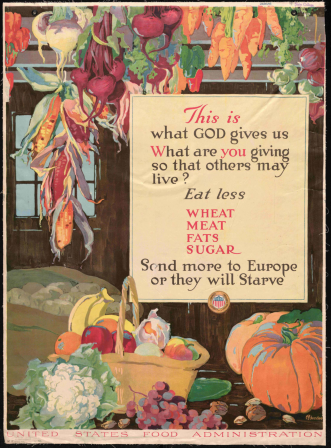 This is
what GOD gives us
What are you giving
so that others may
live?
Eat less
WHEAT
MEAT
FATS
SUGAR
Send more to Europe
or they will Starve
UNITED STATES FOOD ADMINISTRATION